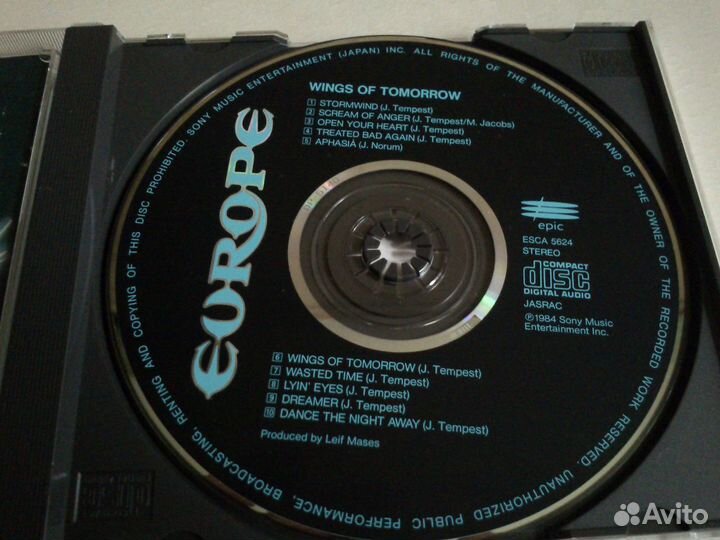 SONY MUSIC ENTERTAINMENT (JAPAN) INC. ALL RIGHTS OF THE MANUFACTURER AND OF THE OWNER OF THE RECORDED WORK RESERVED. UNAUTHORIZED PUBLIC PERFORMANCE, BROADCASTING, RENTING AND COPYING OF THIS DISC PROHIBITED.
WINGS OF TOMORROW
1 STORMWIND (J. Tempest)
2 SCREAM OF ANGER (J. Tempest/M. Jacobs)
3 OPEN YOUR HEART (J. Tempest)
4 TREATED BAD AGAIN (J. Tempest)
5 APHASIÀ (J. Norum)
EUROPE
epic
ESCA 5624
STEREO
COMPACT
disc
DIGITAL AUDIO
JASRAC
℗1984 Sony Music
Entertainment Inc.
6 WINGS OF TOMORROW (J. Tempest)
7 WASTED TIME (J. Tempest)
8 LYIN' EYES (J. Tempest)
9 DREAMER (J. Tempest)
10 DANCE THE NIGHT AWAY (J. Tempest)
Produced by Leif Mases
Avito